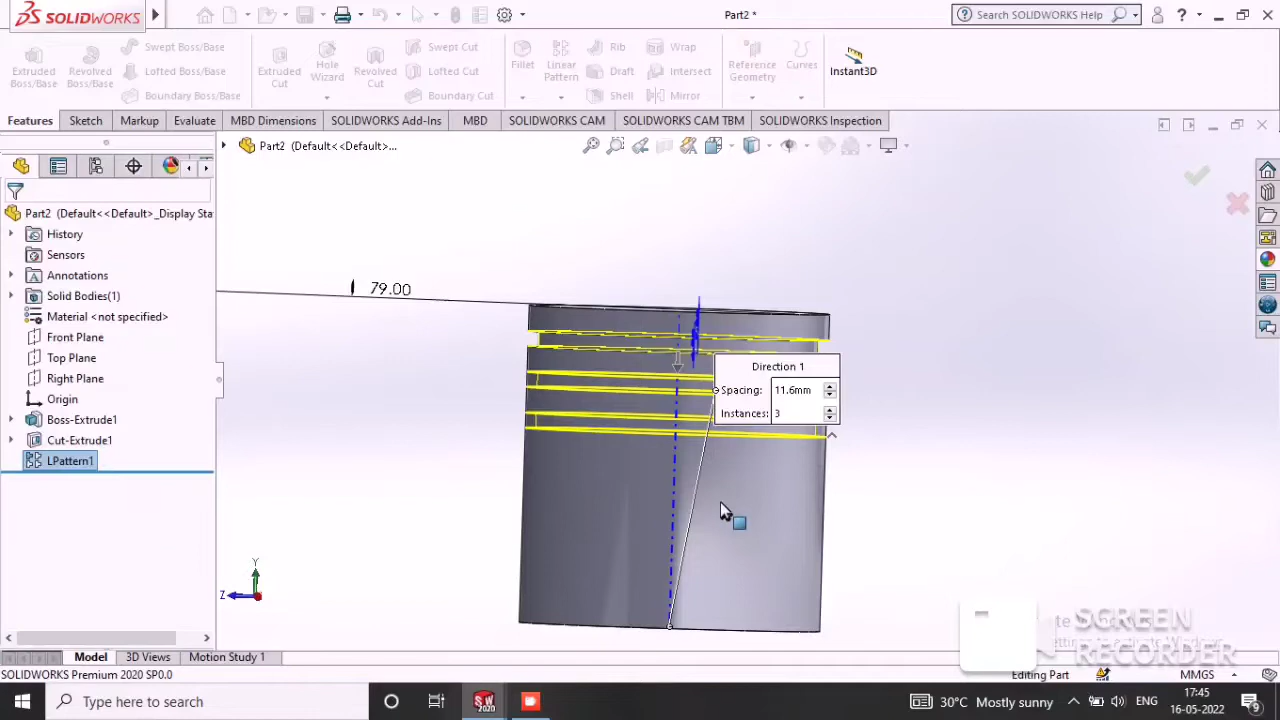 SOLIDWORKS
Part2 *
Search SOLIDWORKS Help
Extruded Boss/Base
Revolved Boss/Base
Swept Boss/Base
Lofted Boss/Base
Boundary Boss/Base
Extruded Cut
Hole Wizard
Revolved Cut
Swept Cut
Lofted Cut
Boundary Cut
Fillet
Linear Pattern
Rib
Draft
Shell
Wrap
Intersect
Mirror
Reference Geometry
Curves
Instant3D
Features
Sketch
Markup
Evaluate
MBD Dimensions
SOLIDWORKS Add-Ins
MBD
SOLIDWORKS CAM
SOLIDWORKS CAM TBM
SOLIDWORKS Inspection
Part2 (Default<<Default>...
Part2 (Default<<Default>_Display Sta
History
Sensors
Annotations
Solid Bodies(1)
Material <not specified>
Front Plane
Top Plane
Right Plane
Origin
Boss-Extrude1
Cut-Extrude1
LPattern1
79.00
Direction 1
Spacing: 11.6mm
Instances: 3
Y
Z
SCREEN
RECORDER
Model
3D Views
Motion Study 1
SOLIDWORKS Premium 2020 SP0.0
Editing Part
MMGS
Type here to search
SW
2020
30°C Mostly sunny
ENG
17:45
16-05-2022
9